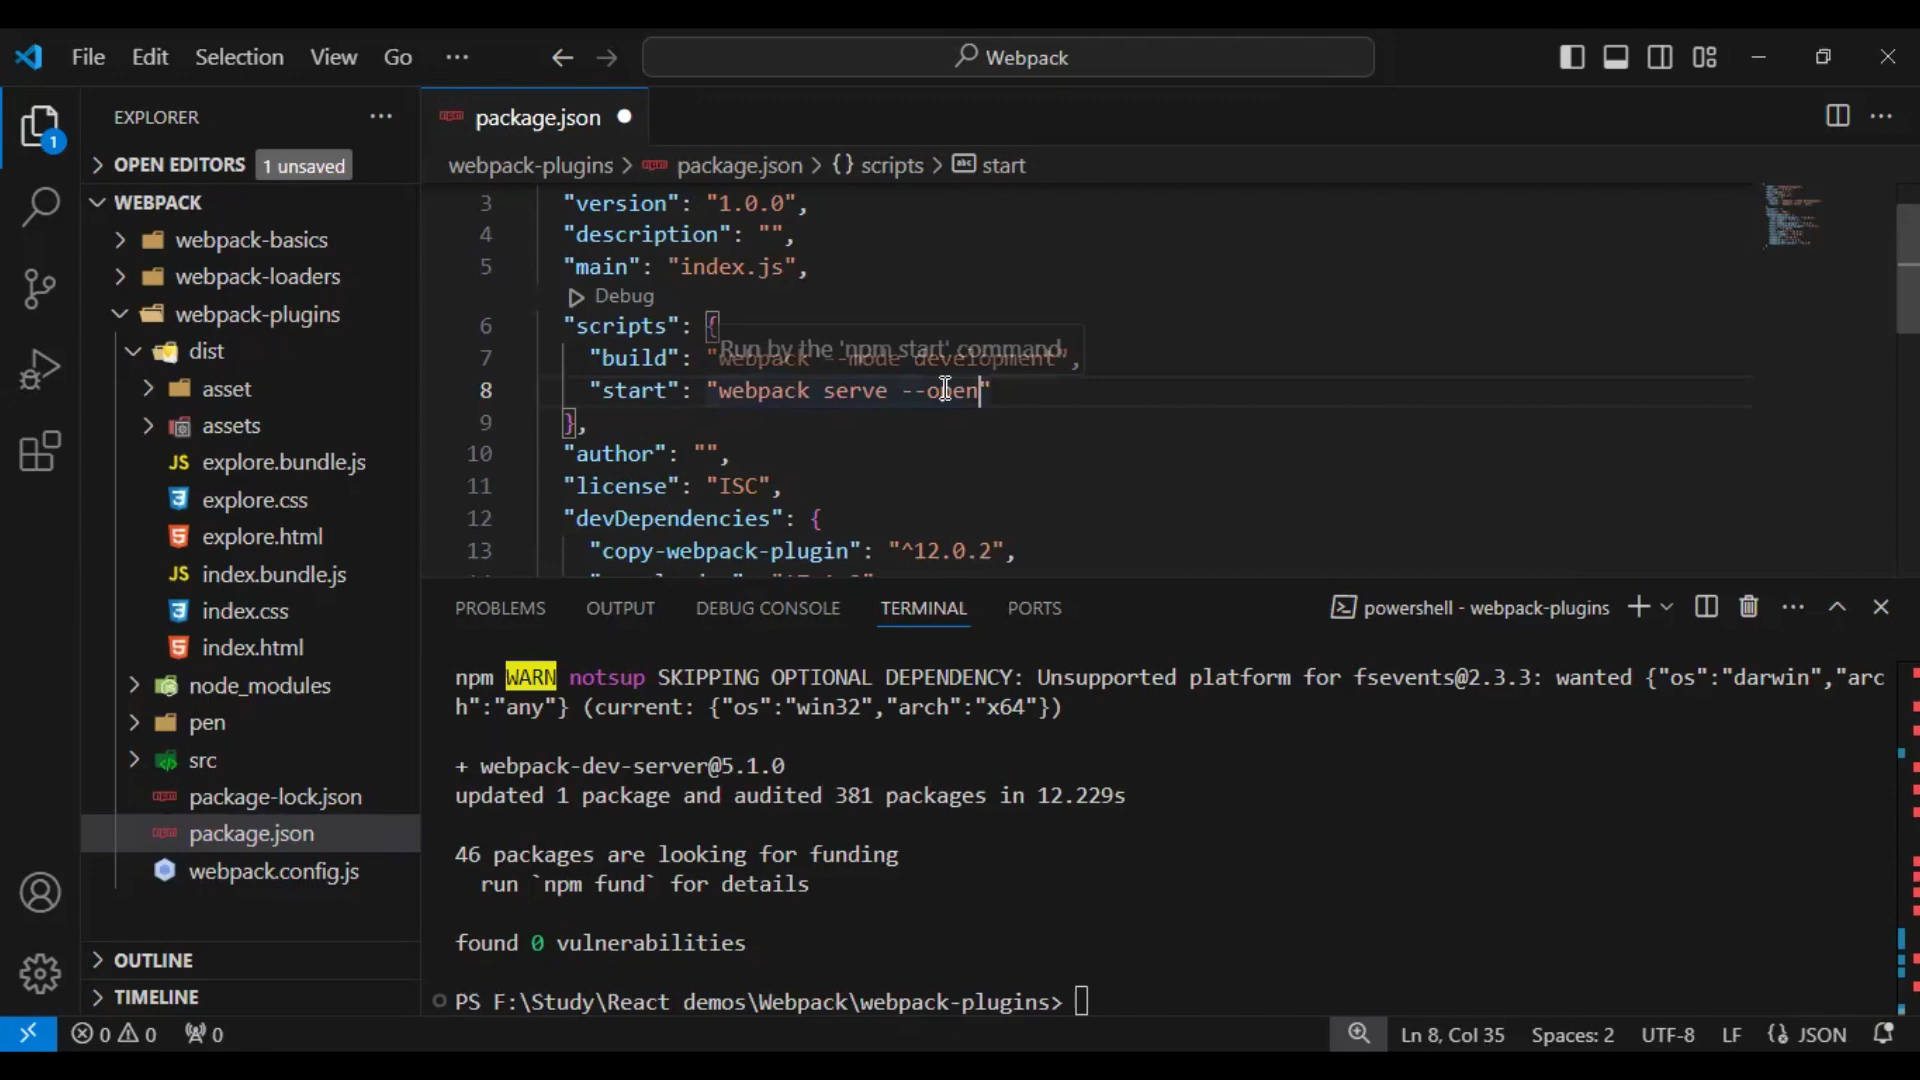 File Edit Selection View Go ··· Webpack
EXPLORER ···
1
OPEN EDITORS 1 unsaved
WEBPACK
webpack-basics
webpack-loaders
webpack-plugins
dist
asset
assets
JS explore.bundle.js
explore.css
explore.html
JS index.bundle.js
index.css
index.html
node_modules
pen
src
package-lock.json
package.json
webpack.config.js
OUTLINE
TIMELINE
package.json
webpack-plugins > package.json > {} scripts > abc start
3 "version": "1.0.0",
4 "description": "",
5 "main": "index.js",
Debug
6 "scripts": {
Run by the 'npm start' command.
7 "build": "webpack --mode development",
8 "start": "webpack serve --open"
9 },
10 "author": "",
11 "license": "ISC",
12 "devDependencies": {
13 "copy-webpack-plugin": "^12.0.2",
PROBLEMS OUTPUT DEBUG CONSOLE TERMINAL PORTS powershell - webpack-plugins
npm WARN notsup SKIPPING OPTIONAL DEPENDENCY: Unsupported platform for fsevents@2.3.3: wanted {"os":"darwin","arc
h":"any"} (current: {"os":"win32","arch":"x64"})
+ webpack-dev-server@5.1.0
updated 1 package and audited 381 packages in 12.229s
46 packages are looking for funding
run `npm fund` for details
found 0 vulnerabilities
PS F:\Study\React demos\Webpack\webpack-plugins>
0 0 0 Ln 8, Col 35 Spaces: 2 UTF-8 LF JSON